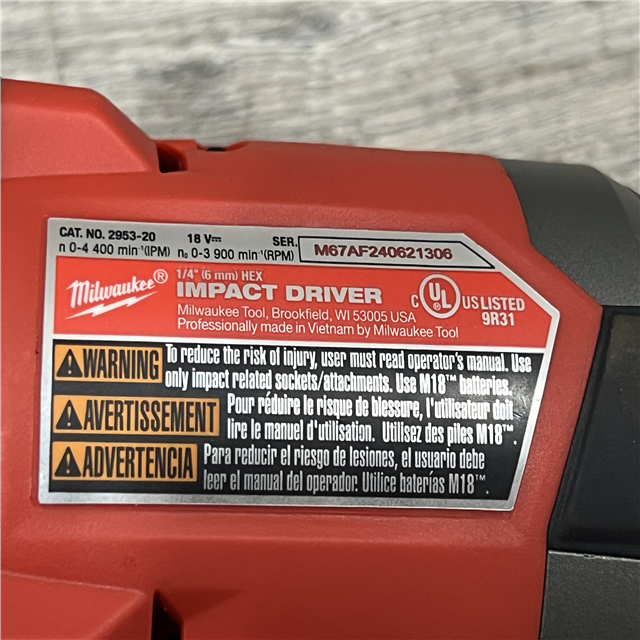 CAT. NO. 2953-20 18 V⎓ SER. M67AF240621306
n 0-4 400 min⁻¹(IPM) n₀ 0-3 900 min⁻¹(RPM)
Milwaukee® 1/4" (6 mm) HEX
IMPACT DRIVER
Milwaukee Tool, Brookfield, WI 53005 USA
Professionally made in Vietnam by Milwaukee Tool
C UL US LISTED
9R31
WARNING To reduce the risk of injury, user must read operator's manual. Use
only impact related sockets/attachments. Use M18™ batteries.
AVERTISSEMENT Pour réduire le risque de blessure, l'utilisateur doit
lire le manuel d'utilisation. Utilisez des piles M18™.
ADVERTENCIA Para reducir el riesgo de lesiones, el usuario debe
leer el manual del operador. Utilice baterías M18™.